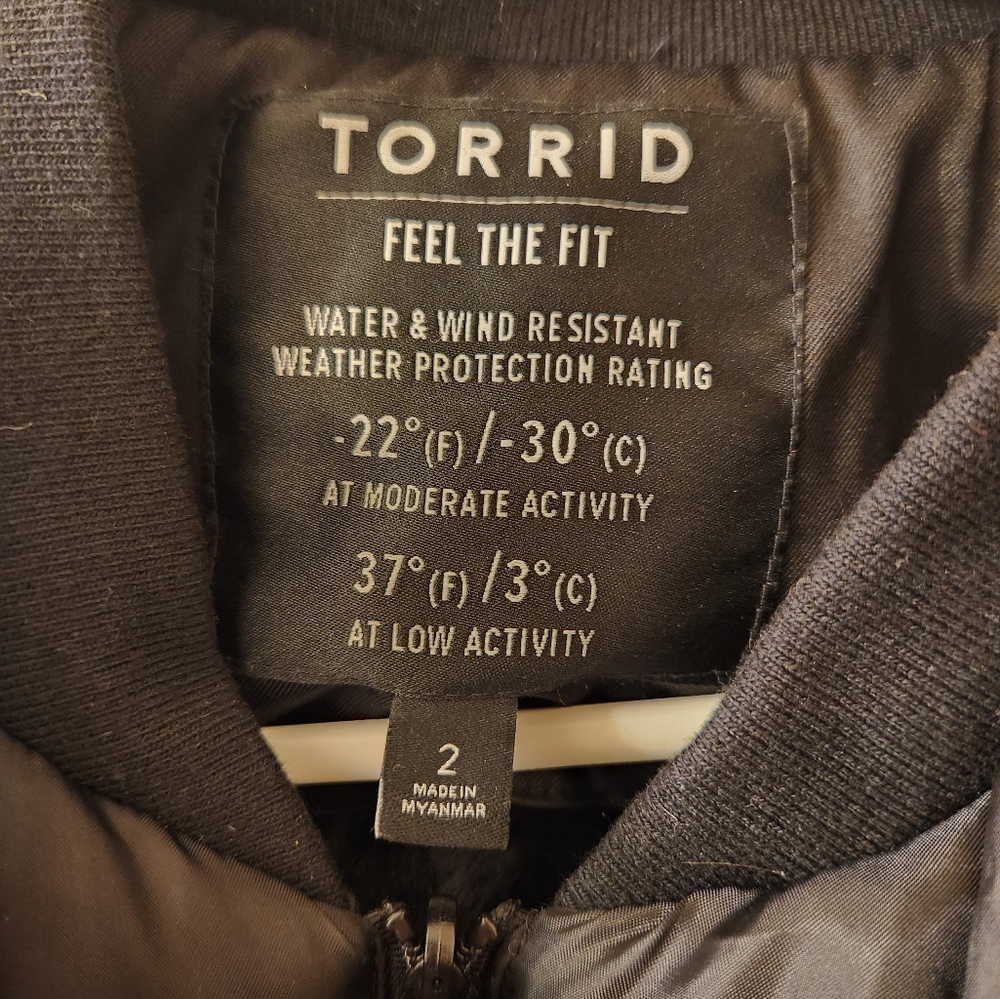 TORRID
FEEL THE FIT
WATER & WIND RESISTANT
WEATHER PROTECTION RATING
-22°(F)/-30°(C)
AT MODERATE ACTIVITY
37°(F)/3°(C)
AT LOW ACTIVITY
2
MADE IN
MYANMAR